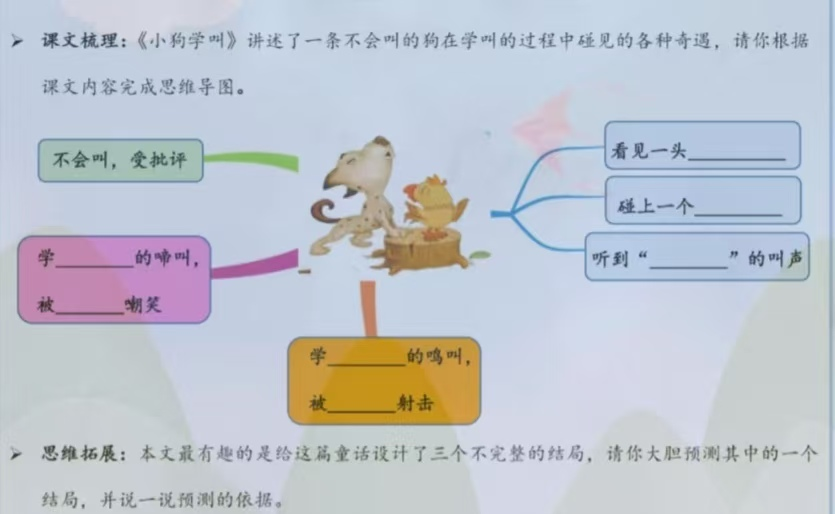 ➢ 课文梳理:《小狗学叫》讲述了一条不会叫的狗在学叫的过程中碰见的各种奇遇，请你根据
课文内容完成思维导图。
不会叫，受批评
学________的啼叫，
被_______嘲笑
学________的鸣叫，
被_______射击
看见一头__________
碰上一个_________
听到“________”的叫声
➢ 思维拓展：本文最有趣的是给这篇童话设计了三个不完整的结局，请你大胆预测其中的一个
结局，并说一说预测的依据。